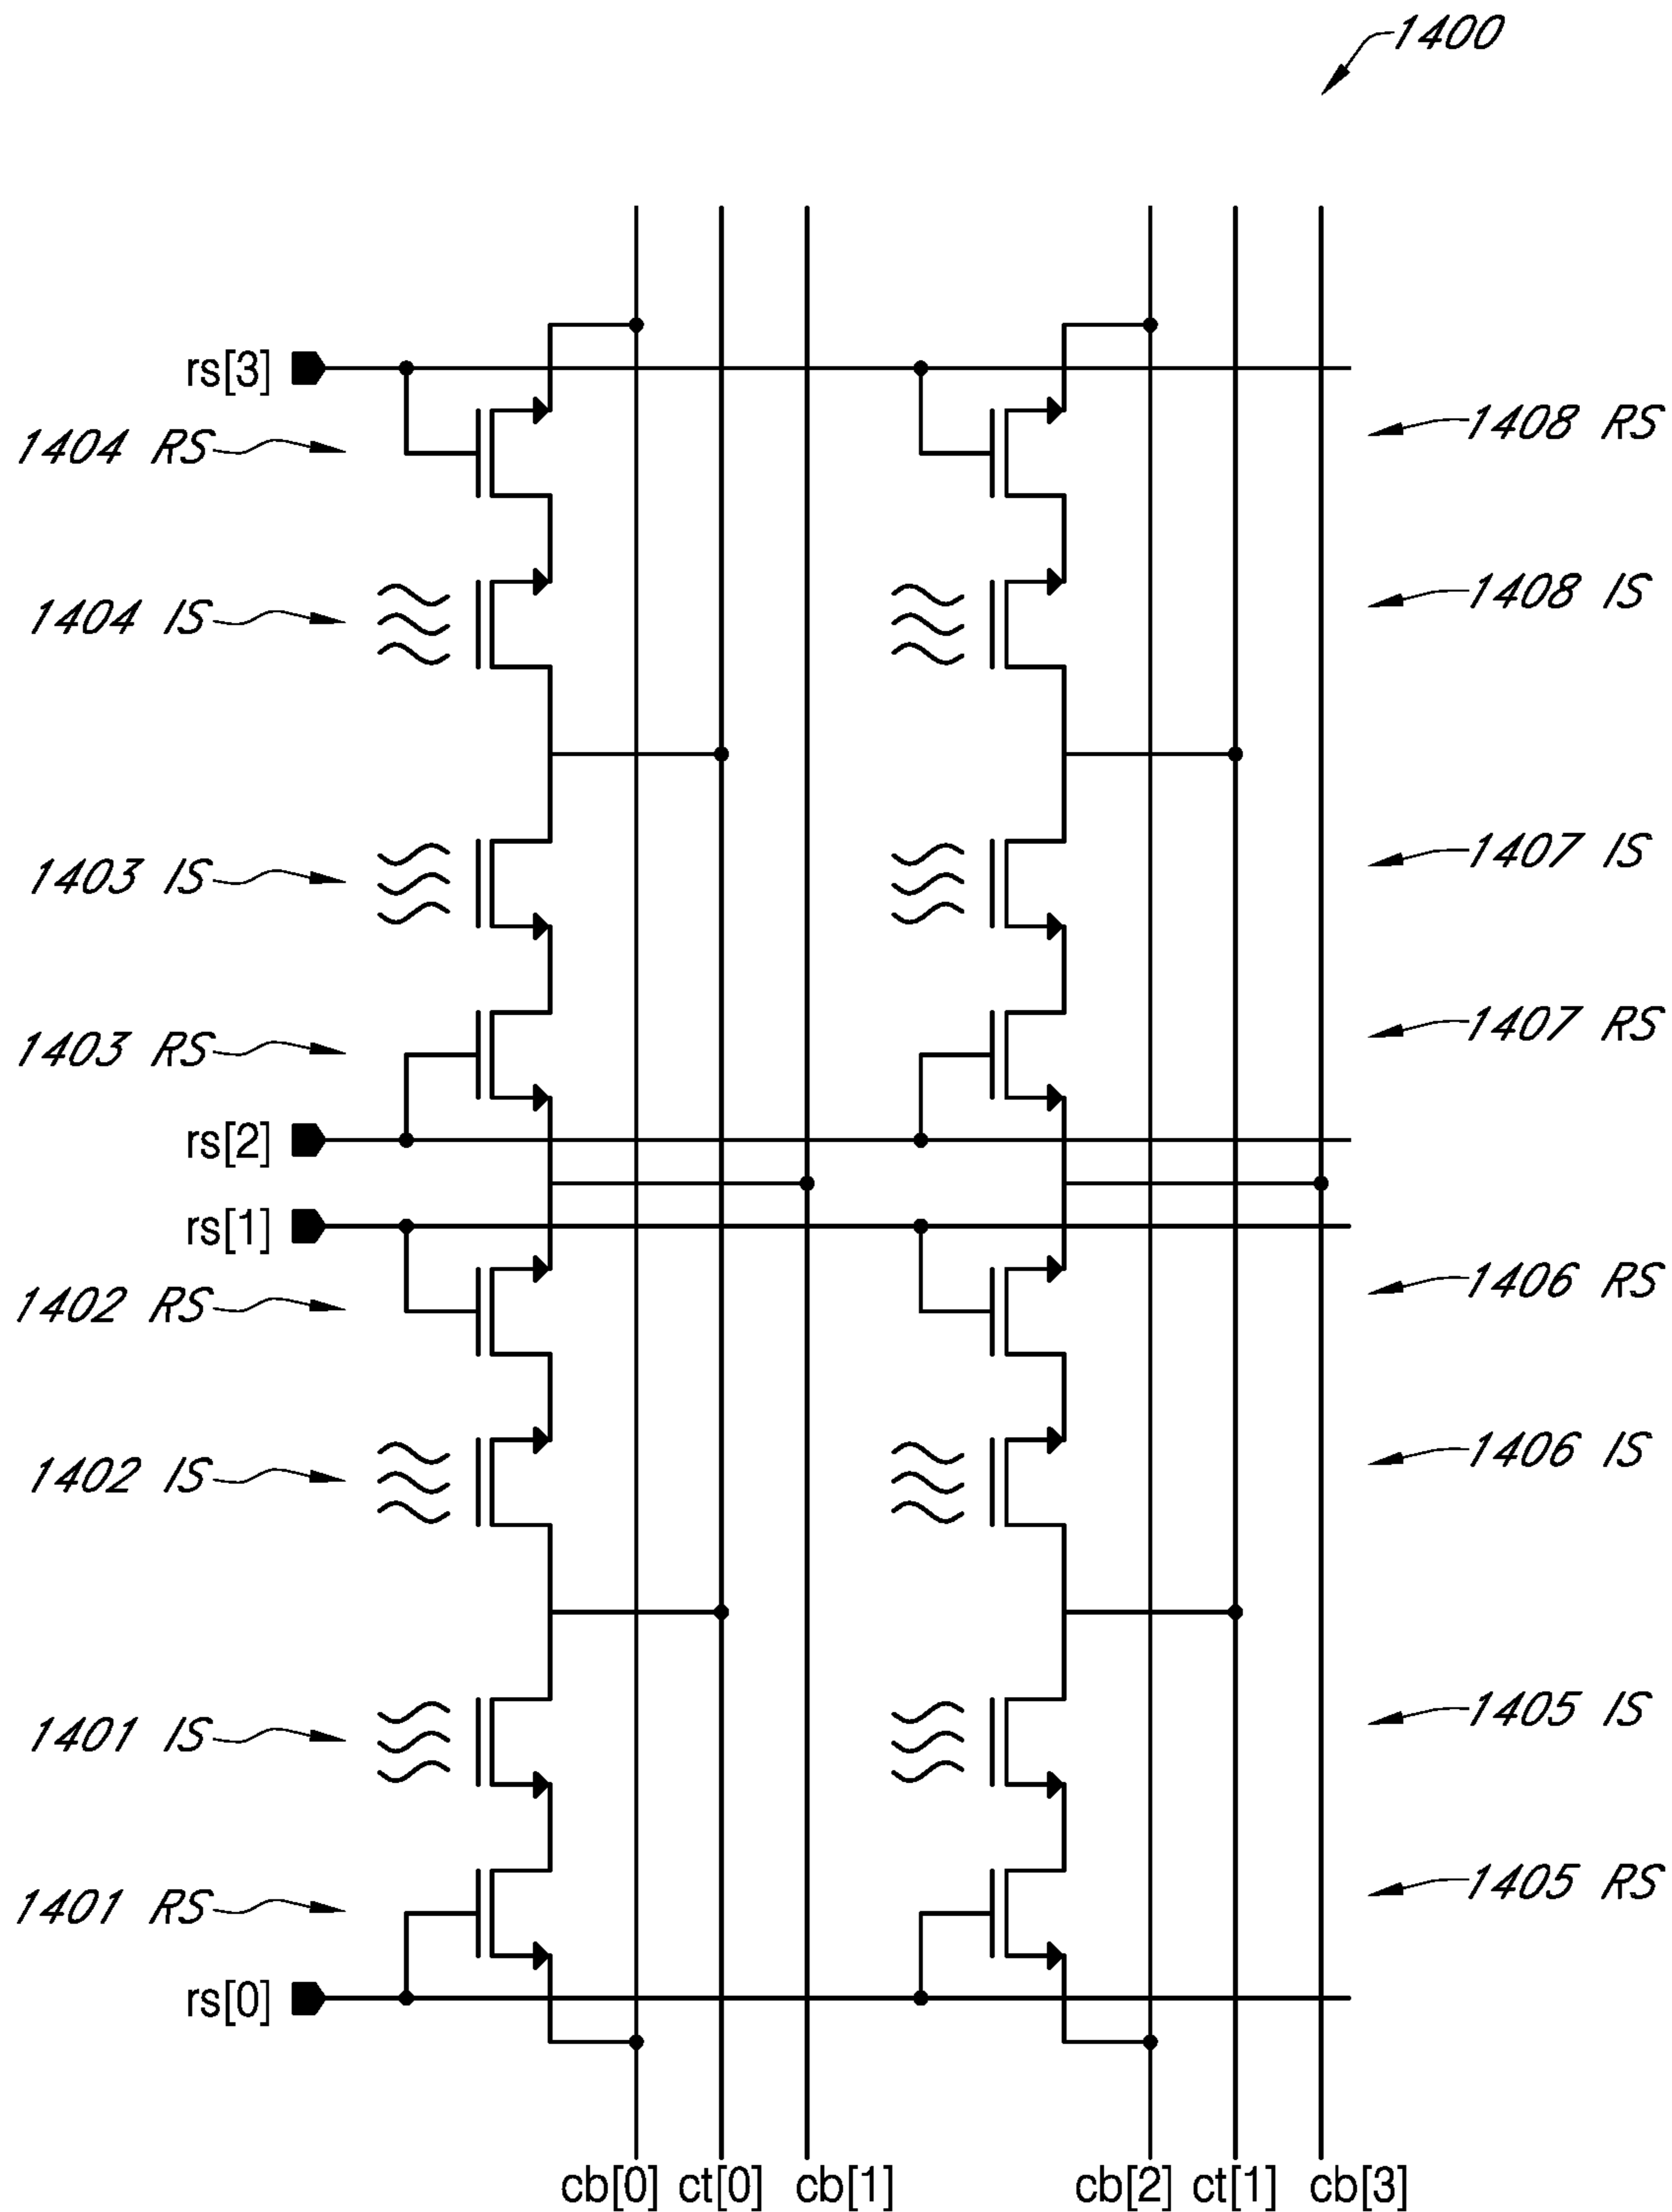 1400
rs[3]
1404 RS
1408 RS
1404 IS
1408 IS
1403 IS
1407 IS
1403 RS
1407 RS
rs[2]
rs[1]
1402 RS
1406 RS
1402 IS
1406 IS
1401 IS
1405 IS
1401 RS
1405 RS
rs[0]
cb[0] ct[0] cb[1] cb[2] ct[1] cb[3]